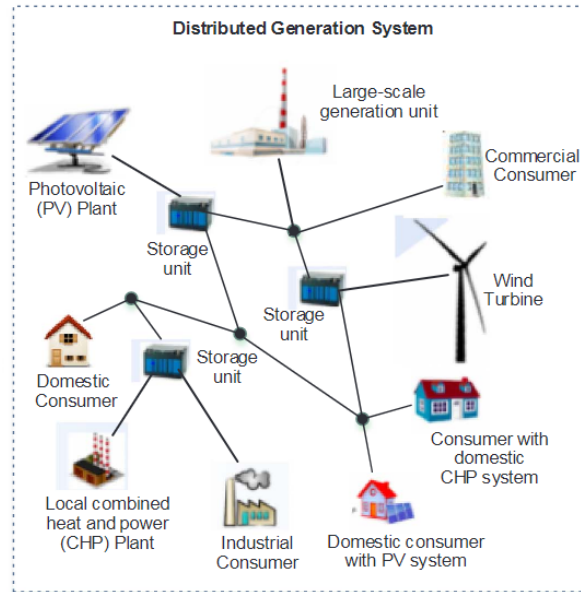 Distributed Generation System
Large-scale
generation unit
Commercial
Consumer
Photovoltaic
(PV) Plant
Storage
unit
Wind
Turbine
Storage
unit
Storage
unit
Domestic
Consumer
Consumer with
domestic
CHP system
Local combined
heat and power
(CHP) Plant
Industrial
Consumer
Domestic consumer
with PV system